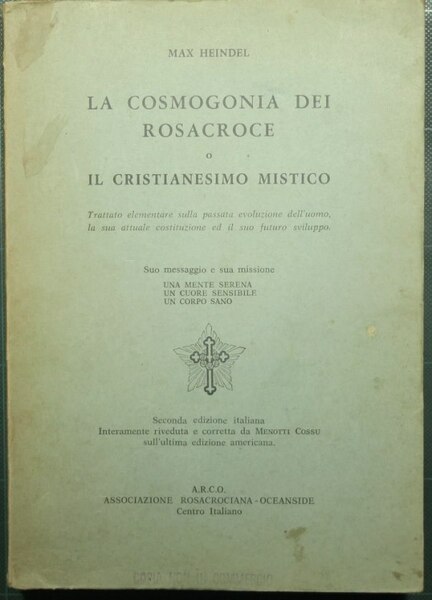 MAX HEINDEL
LA COSMOGONIA DEI
ROSACROCE
o
IL CRISTIANESIMO MISTICO
Trattato elementare sulla passata evoluzione dell'uomo,
la sua attuale costituzione ed il suo futuro sviluppo.
Suo messaggio e sua missione
UNA MENTE SERENA
UN CUORE SENSIBILE
UN CORPO SANO
Seconda edizione italiana
Interamente riveduta e corretta da MENOTTI COSSU
sull'ultima edizione americana.
A.R.C.O.
ASSOCIAZIONE ROSACROCIANA - OCEANSIDE
Centro Italiano